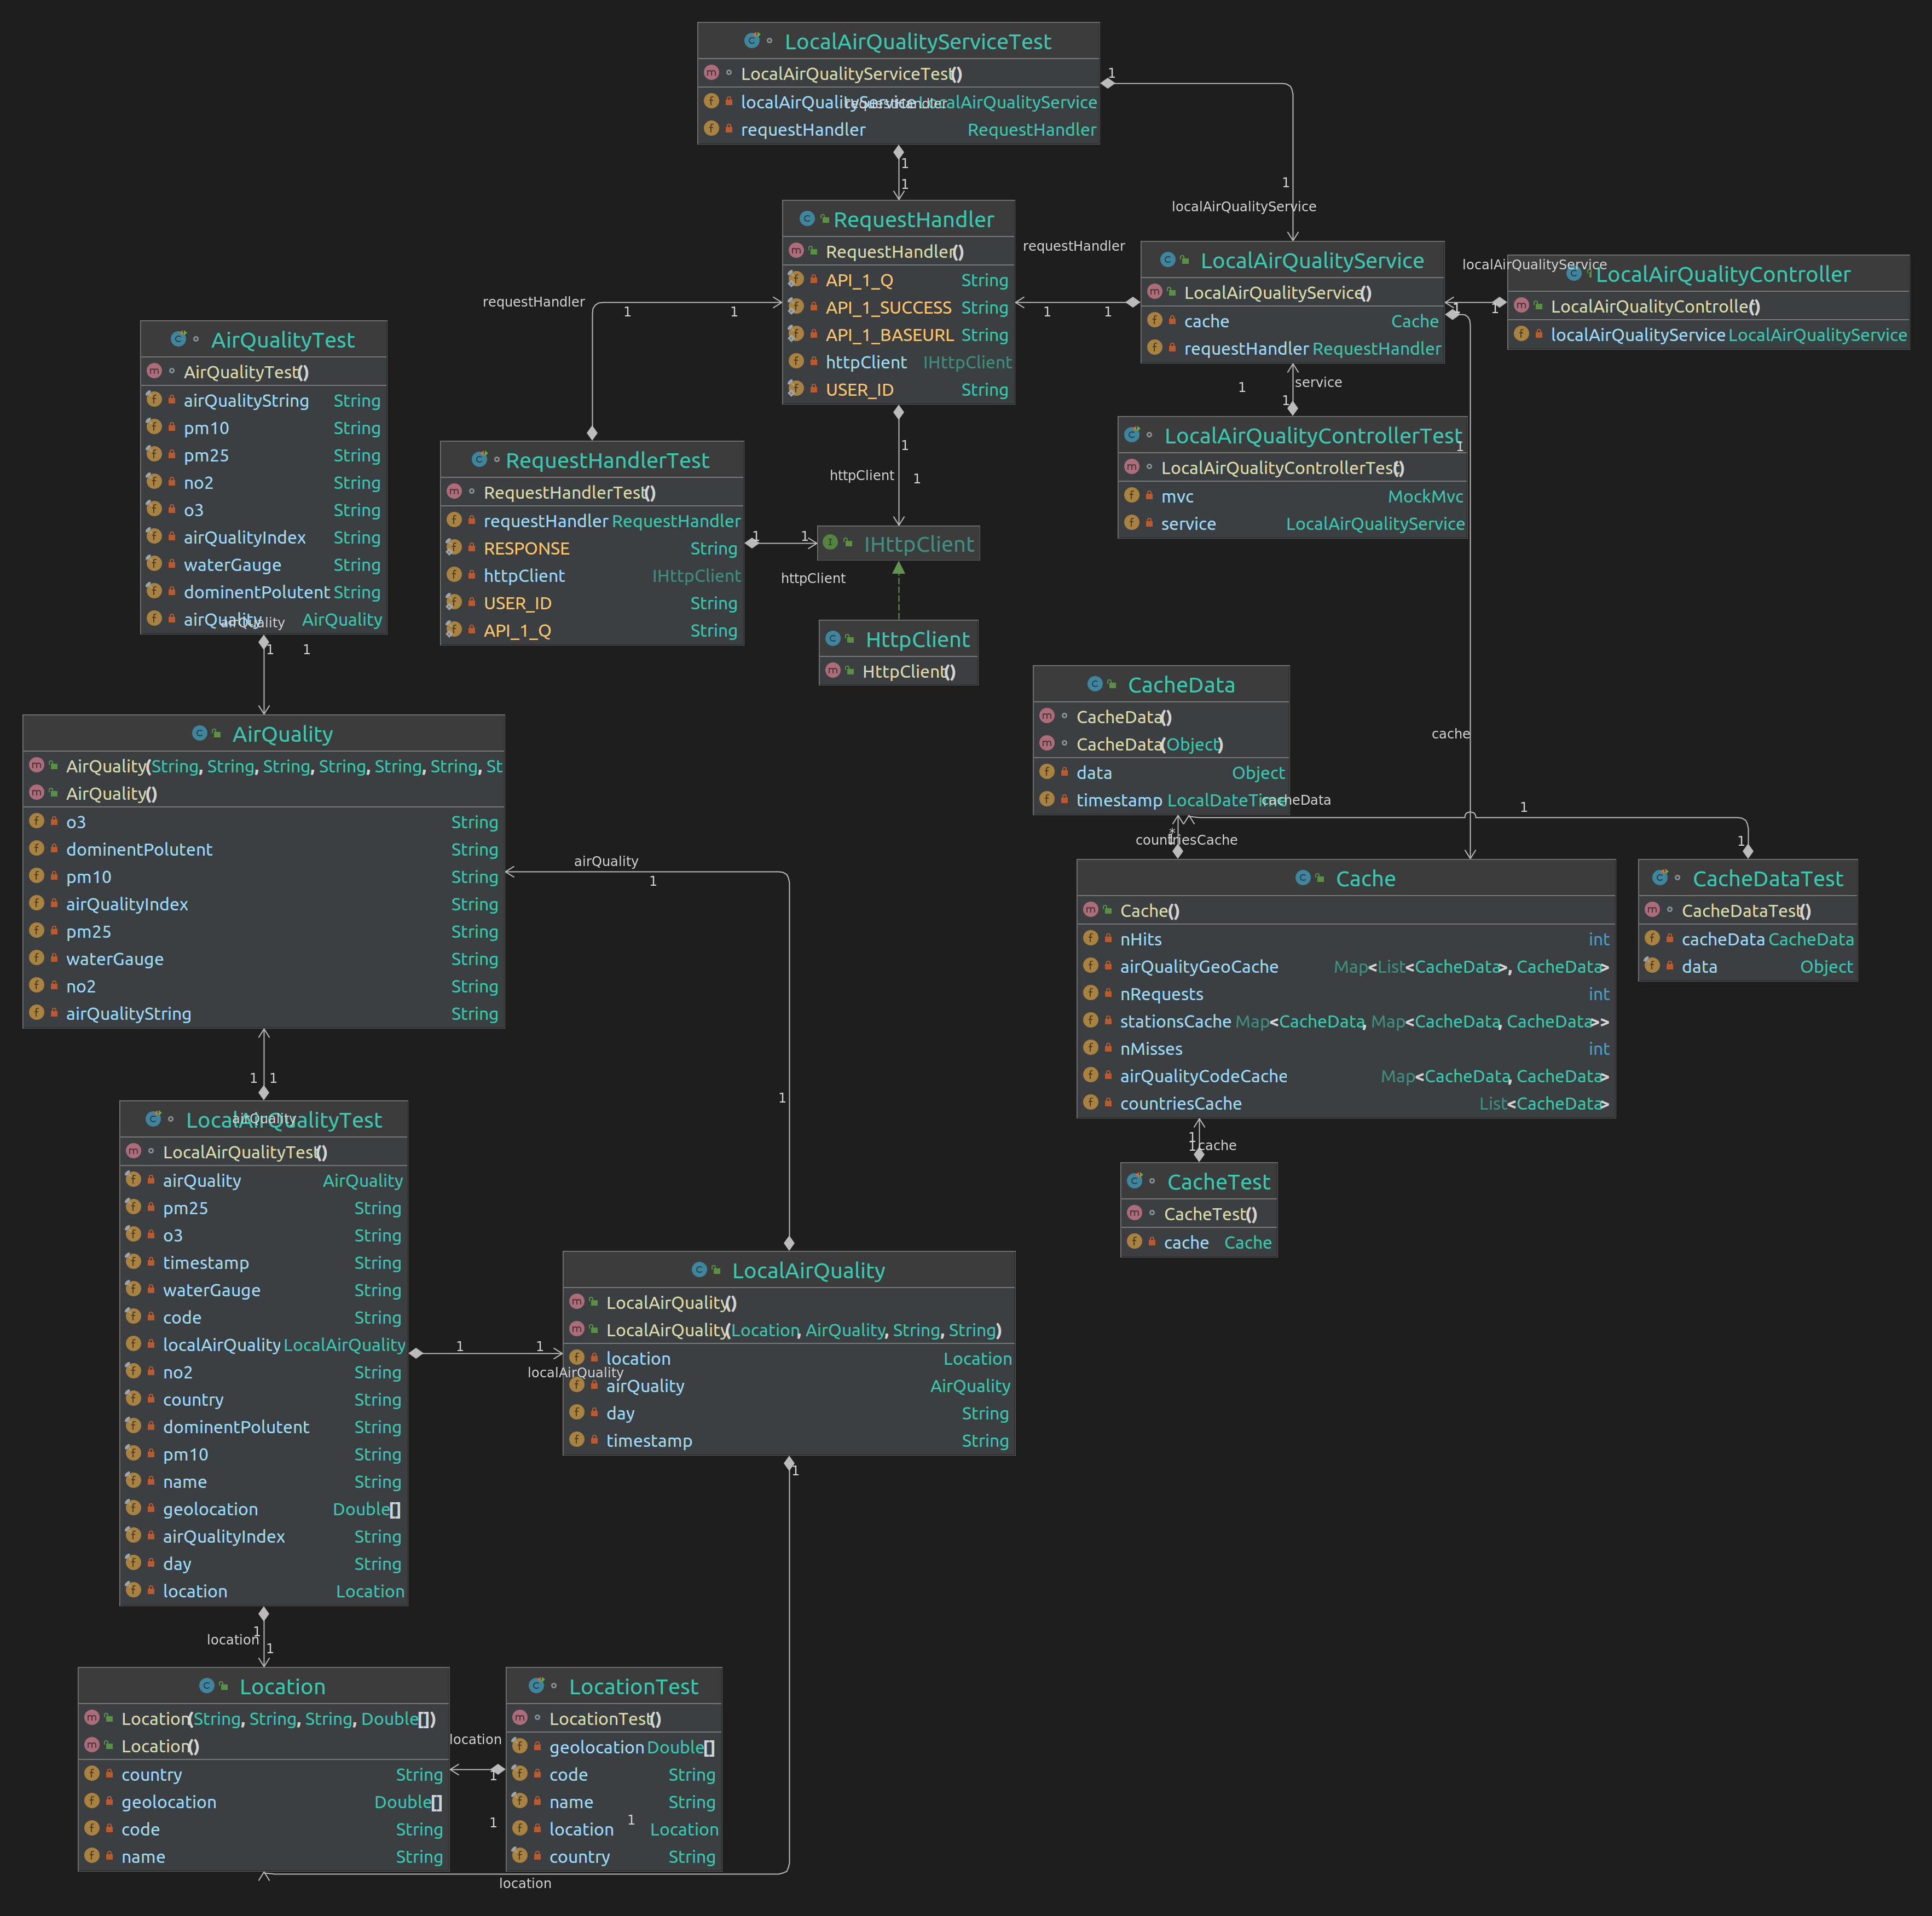 LocalAirQualityServiceTest
LocalAirQualityServiceTest()
localAirQualityService LocalAirQualityService
requestHandler
requestHandler RequestHandler
1
1
1
1
localAirQualityService
RequestHandler
RequestHandler()
API_1_Q String
API_1_SUCCESS String
API_1_BASEURL String
httpClient IHttpClient
USER_ID String
requestHandler
1 1
LocalAirQualityService
LocalAirQualityService()
cache Cache
requestHandler RequestHandler
localAirQualityService
1
1
LocalAirQualityController
LocalAirQualityController()
localAirQualityService LocalAirQualityService
requestHandler
1 1
1
service
1
LocalAirQualityControllerTest
LocalAirQualityControllerTest()
mvc MockMvc
service LocalAirQualityService
1
AirQualityTest
AirQualityTest()
airQualityString String
pm10 String
pm25 String
no2 String
o3 String
airQualityIndex String
waterGauge String
dominentPolutent String
airQuality AirQuality
airQuality
1 1
RequestHandlerTest
RequestHandlerTest()
requestHandler RequestHandler
RESPONSE String
httpClient IHttpClient
USER_ID String
API_1_Q String
1
httpClient
1
1 1
httpClient
IHttpClient
HttpClient
HttpClient()
AirQuality
AirQuality(String, String, String, String, String, String, St
AirQuality()
o3 String
dominentPolutent String
pm10 String
airQualityIndex String
pm25 String
waterGauge String
no2 String
airQualityString String
CacheData
CacheData()
CacheData(Object)
data Object
timestamp LocalDateTime
cacheData
cache
1
1
*
1
countriesCache
Cache
Cache()
nHits int
airQualityGeoCache Map<List<CacheData>, CacheData>
nRequests int
stationsCache Map<CacheData, Map<CacheData, CacheData>>
nMisses int
airQualityCodeCache Map<CacheData, CacheData>
countriesCache List<CacheData>
CacheDataTest
CacheDataTest()
cacheData CacheData
data Object
1
1
cache
CacheTest
CacheTest()
cache Cache
airQuality
1
1
1 1
LocalAirQualityTest
airQuality
LocalAirQualityTest()
airQuality AirQuality
pm25 String
o3 String
timestamp String
waterGauge String
code String
localAirQuality LocalAirQuality
no2 String
country String
dominentPolutent String
pm10 String
name String
geolocation Double[]
airQualityIndex String
day String
location Location
1 1
localAirQuality
LocalAirQuality
LocalAirQuality()
LocalAirQuality(Location, AirQuality, String, String)
location Location
airQuality AirQuality
day String
timestamp String
1
1
location
1
Location
Location(String, String, String, Double[])
Location()
country String
geolocation Double[]
code String
name String
location
1
1
LocationTest
LocationTest()
geolocation Double[]
code String
name String
location Location
1
country String
location